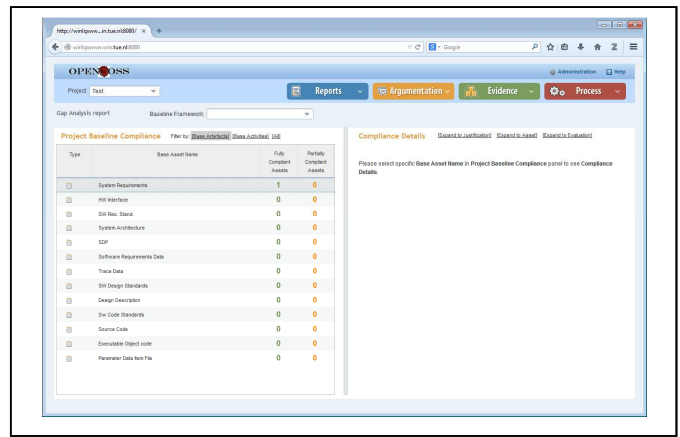 http://winlqsww...in.tue.nl:8080/
winlqsww.win.tue.nl:8080
Google
OPENCOSS
Administration
Help
Project Test
Reports
Argumentation
Evidence
Process
Gap Analysis report
Baseline Framework:
Project Baseline Compliance Filter by: [Base Artefacts] [Base Activities] [All]
Type Base Asset Name Fully Compliant Assets Partially Compliant Assets
System Requirements 1 0
HW Interface 0 0
SW Res. Stand. 0 0
System Architecture 0 0
SDP 0 0
Software Requirements Data 0 0
Trace Data 0 0
SW Design Standards 0 0
Design Description 0 0
Sw Code Standards 0 0
Source Code 0 0
Executable Object code 0 0
Parameter Data Item File 0 0
Compliance Details [Expand to Justification] [Expand to Asset] [Expand to Evaluation]
Please select specific Base Asset Name in Project Baseline Compliance panel to see Compliance
Details.